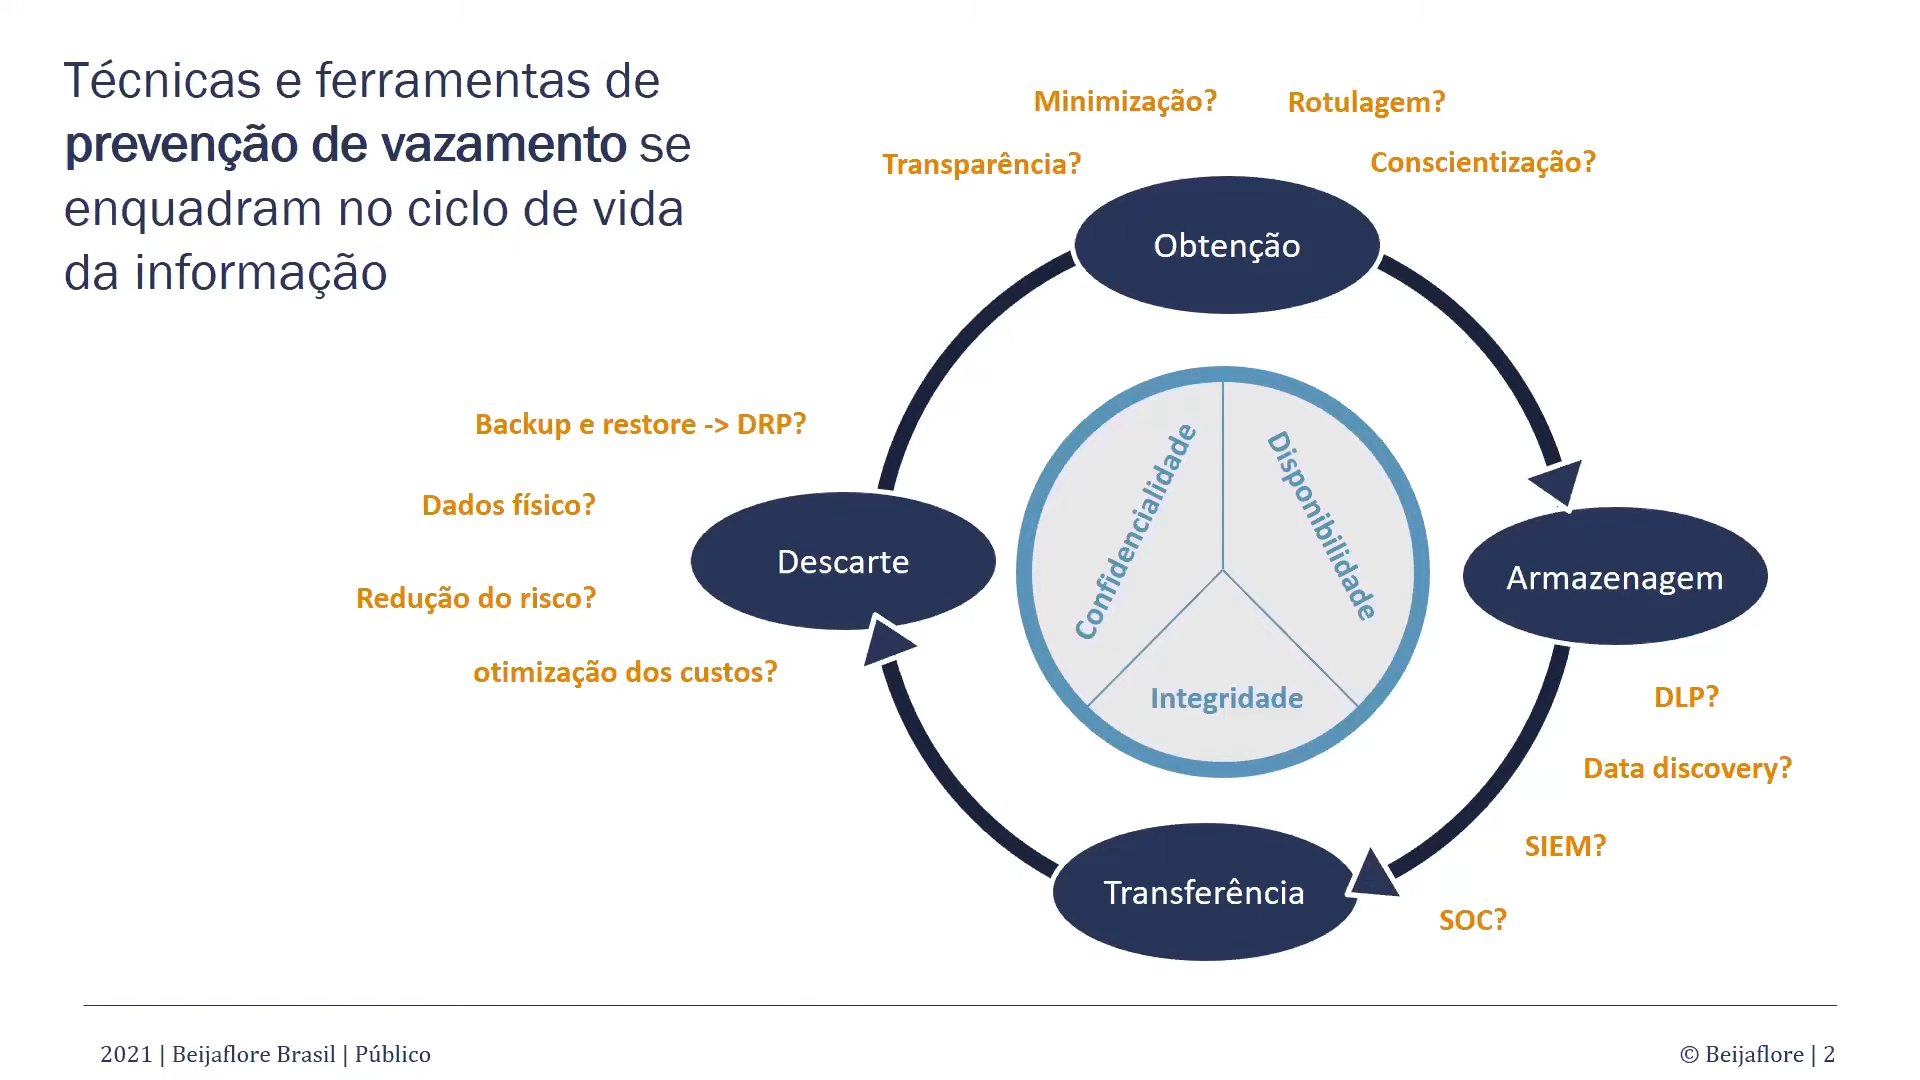 Técnicas e ferramentas de
prevenção de vazamento se
enquadram no ciclo de vida
da informação
Minimização?
Rotulagem?
Transparência?
Conscientização?
Obtenção
Backup e restore -> DRP?
Dados físico?
Descarte
Redução do risco?
otimização dos custos?
Confidencialidade
Disponibilidade
Integridade
Armazenagem
DLP?
Data discovery?
SIEM?
SOC?
Transferência
2021 | Beijaflore Brasil | Público
© Beijaflore | 2